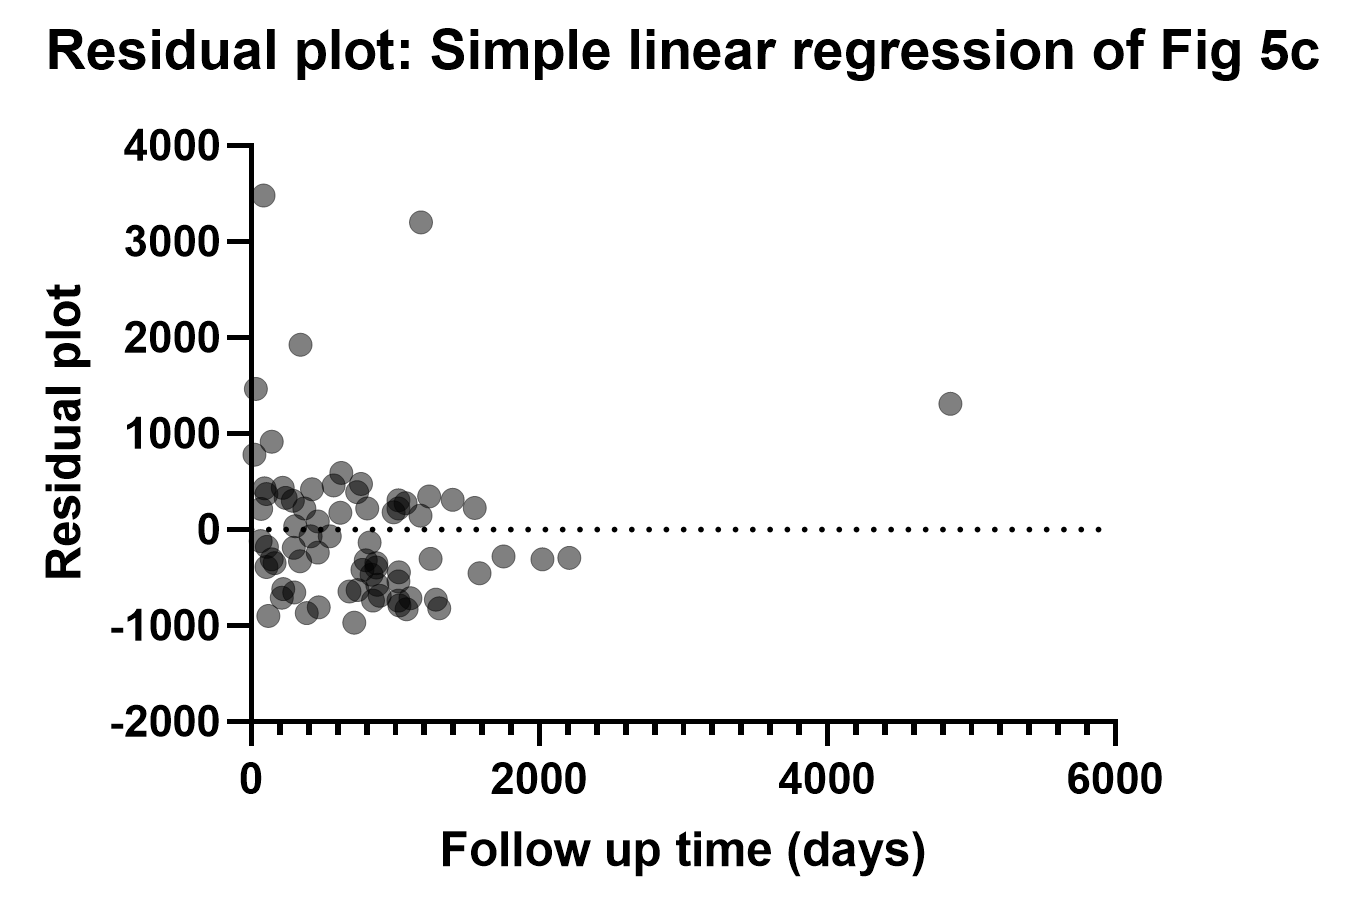 Residual plot: Simple linear regression of Fig 5c
4000
3000
2000
1000
0
-1000
-2000
Residual plot
0 2000 4000 6000
Follow up time (days)